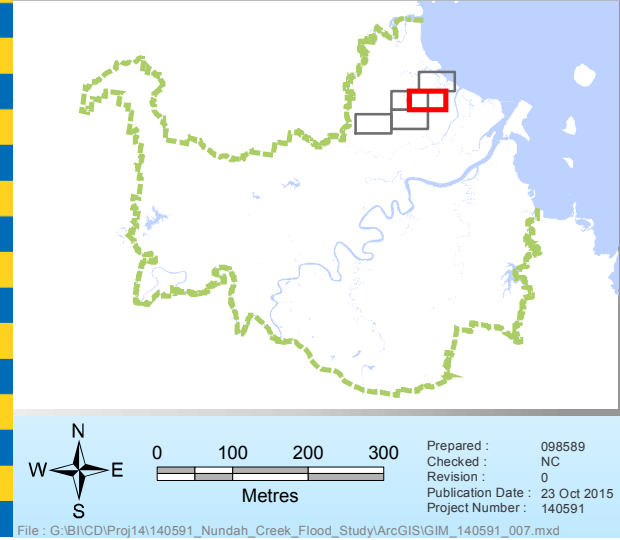 N
W E
S
0 100 200 300
Metres
Prepared : 098589
Checked : NC
Revision : 0
Publication Date : 23 Oct 2015
Project Number : 140591
File : G:\BI\CD\Proj14\140591_Nundah_Creek_Flood_Study\ArcGIS\GIM_140591_007.mxd